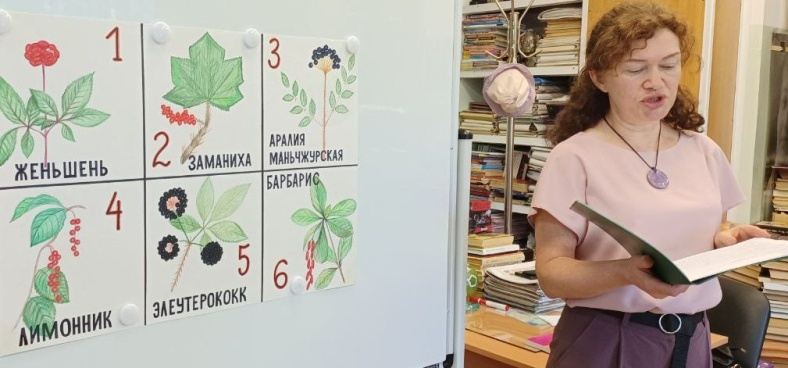 1
ЖЕНЬШЕНЬ
2
ЗАМАНИХА
3
АРАЛИЯ
МАНЬЧЖУРСКАЯ
4
ЛИМОННИК
5
ЭЛЕУТЕРОКОКК
БАРБАРИС
6